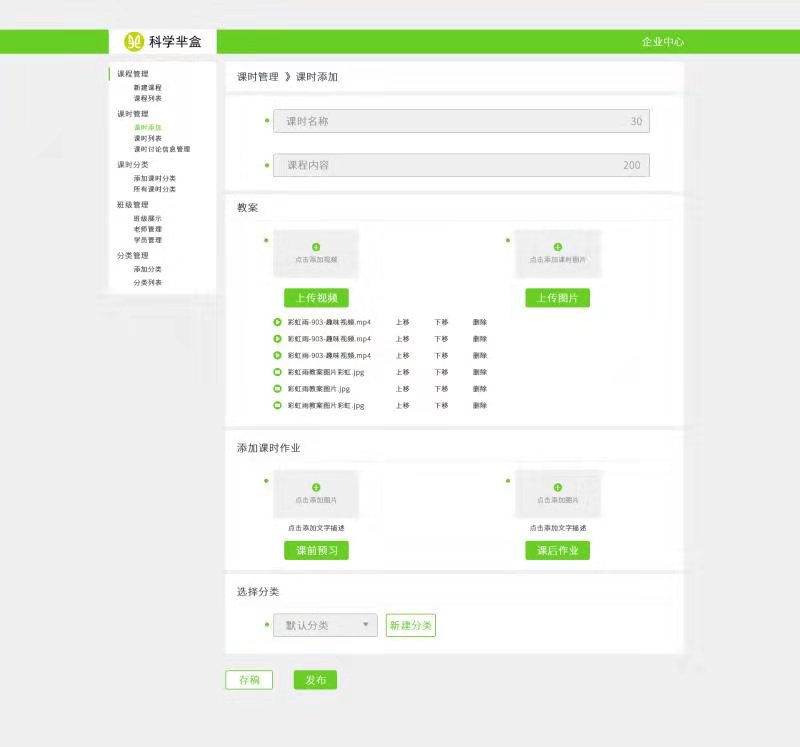 科学芈盒
企业中心
课程管理
新建课程
课程列表
课时管理
课时添加
课时列表
课时讨论信息管理
课时分类
添加课时分类
所有课时分类
班级管理
班级展示
老师管理
学员管理
分类管理
添加分类
分类列表
课时管理 》课时添加
课时名称 30
课程内容 200
教案
点击添加视频 点击添加课时图片
上传视频 上传图片
彩虹雨-903-趣味视频.mp4 上移 下移 删除
彩虹雨-903-趣味视频.mp4 上移 下移 删除
彩虹雨-903-趣味视频.mp4 上移 下移 删除
彩虹雨教案图片彩虹.jpg 上移 下移 删除
彩虹雨教案图片.jpg 上移 下移 删除
彩虹雨教案图片彩虹.jpg 上移 下移 删除
添加课时作业
点击添加图片 点击添加图片
点击添加文字描述 点击添加文字描述
课前预习 课后作业
选择分类
默认分类 新建分类
存稿 发布